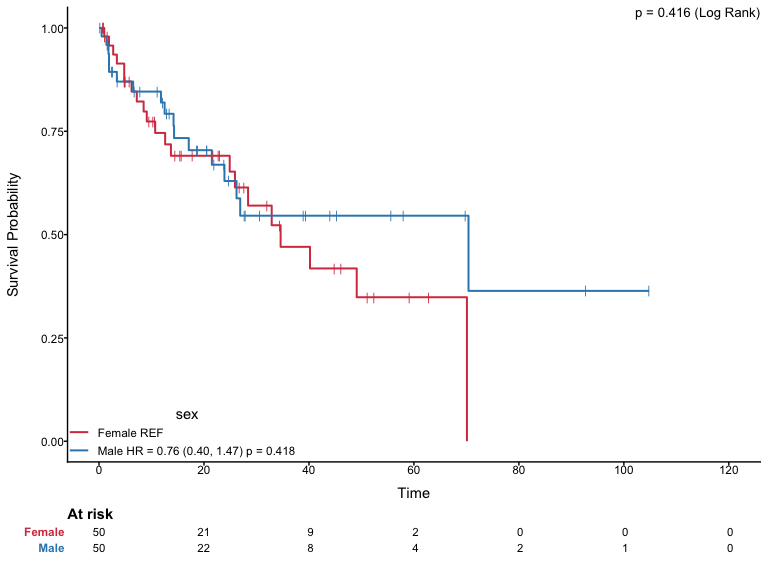 p = 0.416 (Log Rank)
1.00
0.75
0.50
0.25
0.00
Survival Probability
sex
Female REF
Male HR = 0.76 (0.40, 1.47) p = 0.418
0 20 40 60 80 100 120
Time
At risk
Female 50 21 9 2 0 0 0
Male 50 22 8 4 2 1 0